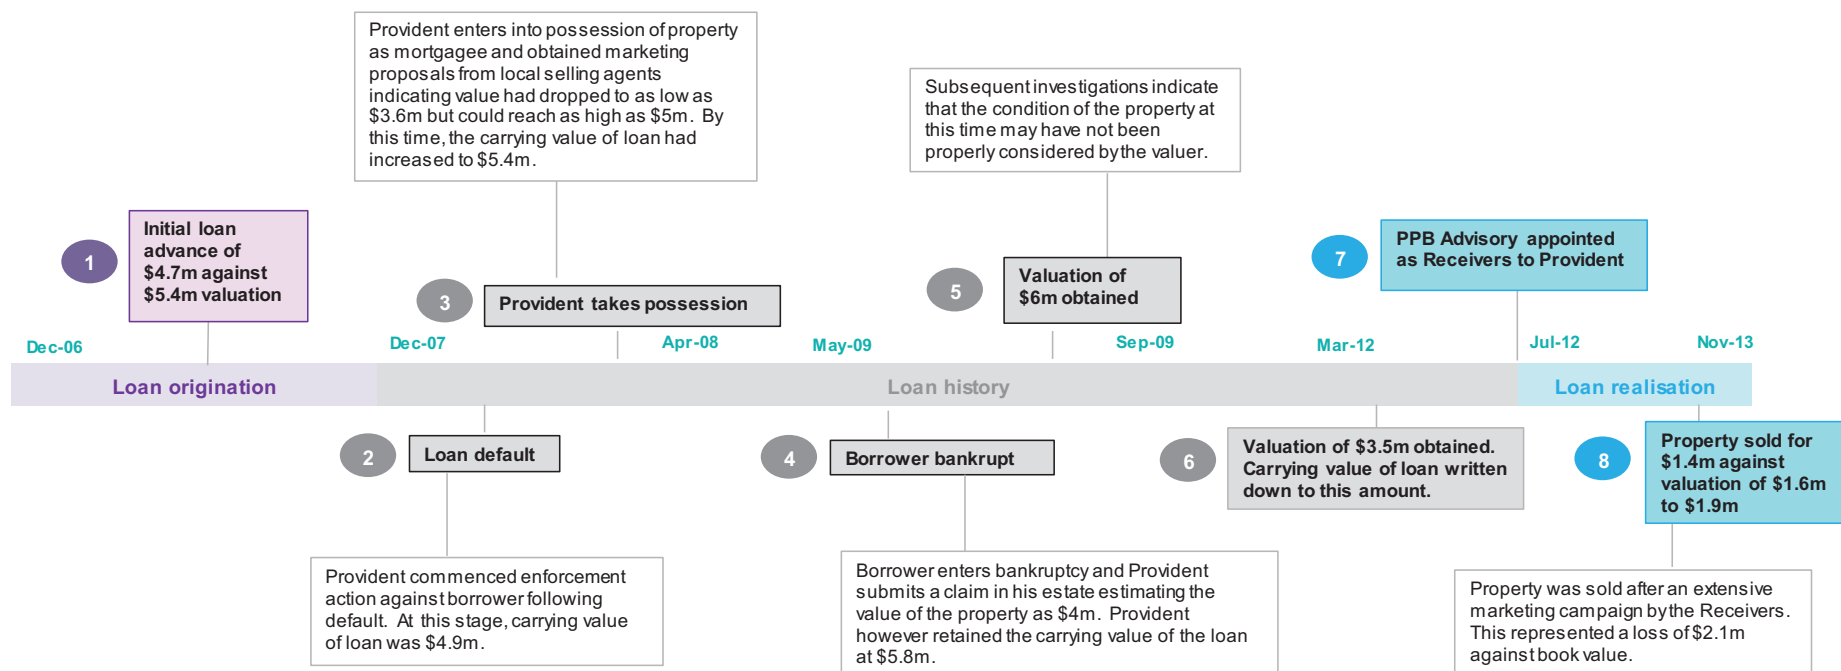 Provident enters into possession of property
as mortgagee and obtained marketing
proposals from local selling agents
indicating value had dropped to as low as
$3.6m but could reach as high as $5m. By
this time, the carrying value of loan had
increased to $5.4m.
Subsequent investigations indicate
that the condition of the property at
this time may have not been
properly considered by the valuer.
1
Initial loan
advance of
$4.7m against
$5.4m valuation
3
Provident takes possession
5
Valuation of
$6m obtained
7
PPB Advisory appointed
as Receivers to Provident
Dec-06
Dec-07
Apr-08
May-09
Sep-09
Mar-12
Jul-12
Nov-13
Loan origination
Loan history
Loan realisation
2
Loan default
4
Borrower bankrupt
6
Valuation of $3.5m obtained.
Carrying value of loan written
down to this amount.
8
Property sold for
$1.4m against
valuation of $1.6m
to $1.9m
Provident commenced enforcement
action against borrower following
default. At this stage, carrying value
of loan was $4.9m.
Borrower enters bankruptcy and Provident
submits a claim in his estate estimating the
value of the property as $4m. Provident
however retained the carrying value of the loan
at $5.8m.
Property was sold after an extensive
marketing campaign by the Receivers.
This represented a loss of $2.1m
against book value.